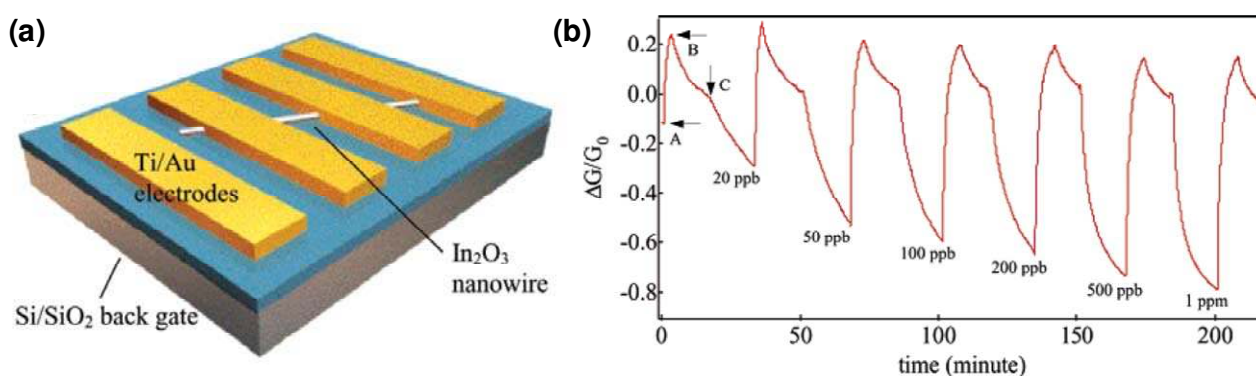 (a)
Ti/Au
electrodes
In₂O₃
nanowire
Si/SiO₂ back gate
(b)
ΔG/G₀
0.2
0.0
-0.2
-0.4
-0.6
-0.8
B
C
A
20 ppb
50 ppb
100 ppb
200 ppb
500 ppb
1 ppm
0 50 100 150 200
time (minute)